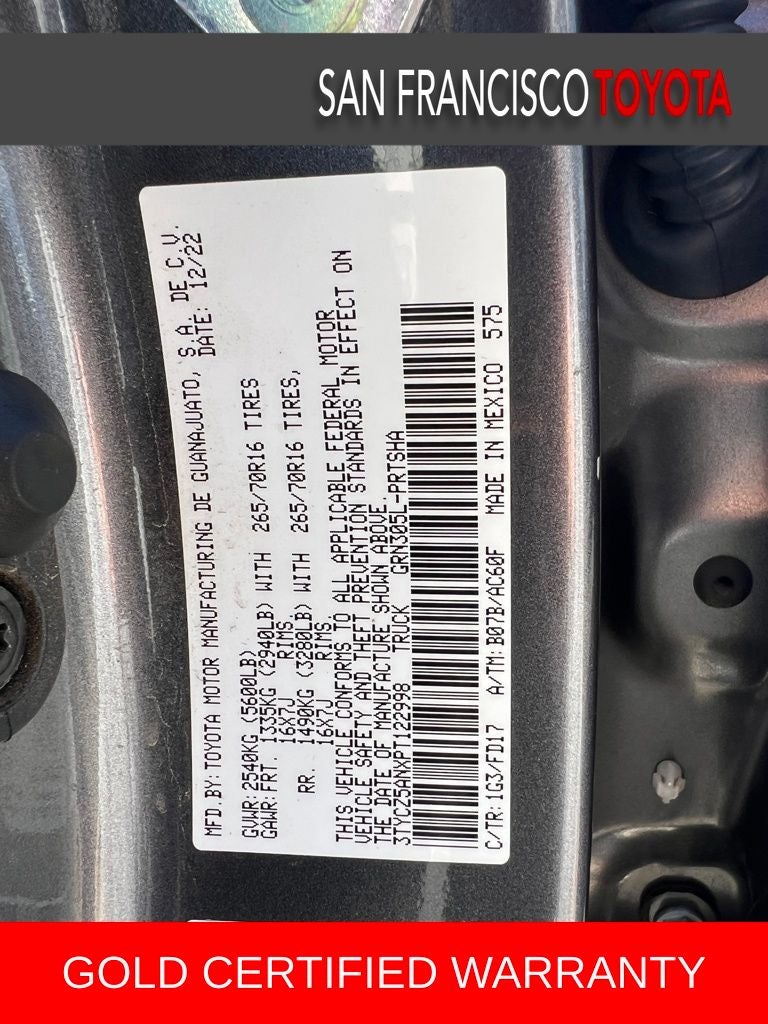 SAN FRANCISCO TOYOTA
MFD.BY:TOYOTA MOTOR MANUFACTURING DE GUANAJUATO, S.A. DE C.V.
DATE: 12/22
GVWR:2540KG (5600LB)
GAWR:FRT. 1335KG (2940LB) WITH 265/70R16 TIRES
16X7J RIMS.
RR. 1490KG (3280LB) WITH 265/70R16 TIRES,
16X7J RIMS.
THIS VEHICLE CONFORMS TO ALL APPLICABLE FEDERAL MOTOR
VEHICLE SAFETY AND THEFT PREVENTION STANDARDS IN EFFECT ON
THE DATE OF MANUFACTURE SHOWN ABOVE.
3TYCZ5ANXPT122998 TRUCK GRN305L-PRTSHA
C/TR:1G3/FD17 A/TM:B07B/AC60F MADE IN MEXICO 575
GOLD CERTIFIED WARRANTY